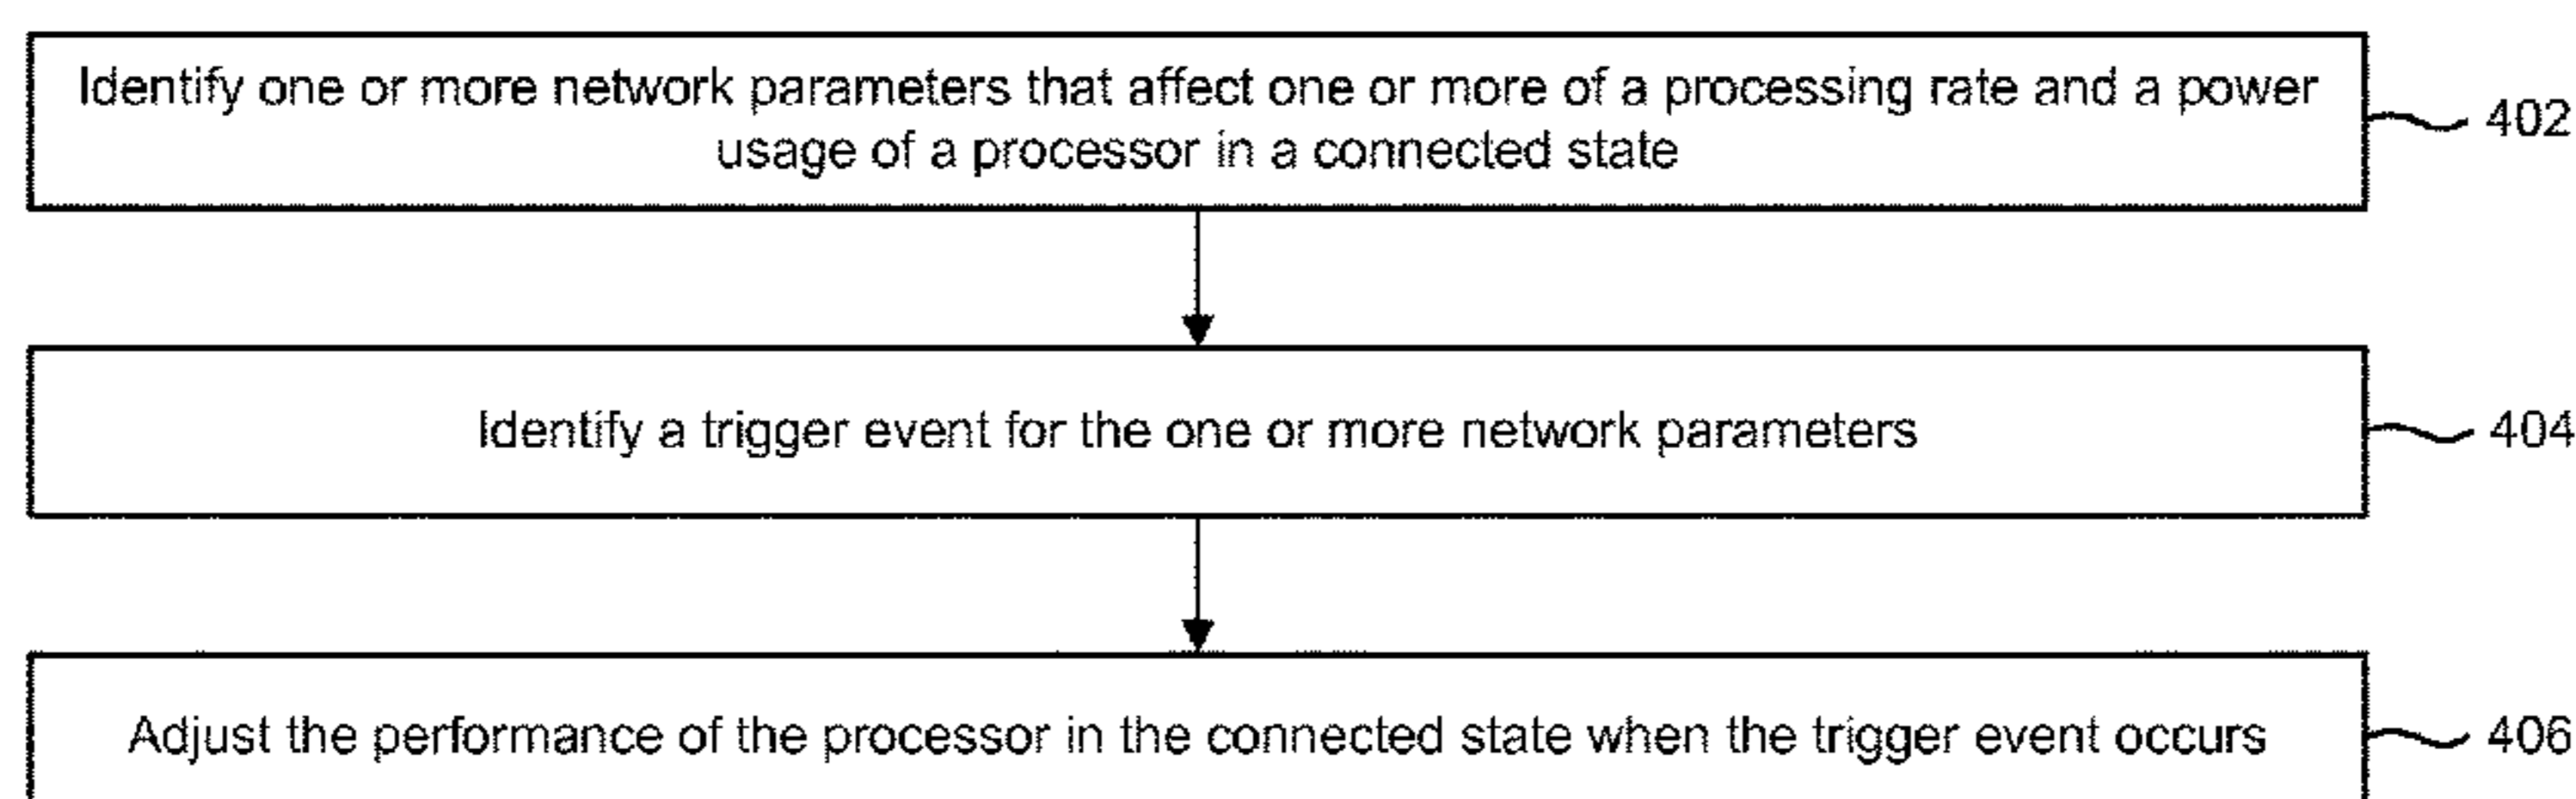 Identify one or more network parameters that affect one or more of a processing rate and a power
usage of a processor in a connected state
402
Identify a trigger event for the one or more network parameters
404
Adjust the performance of the processor in the connected state when the trigger event occurs
406